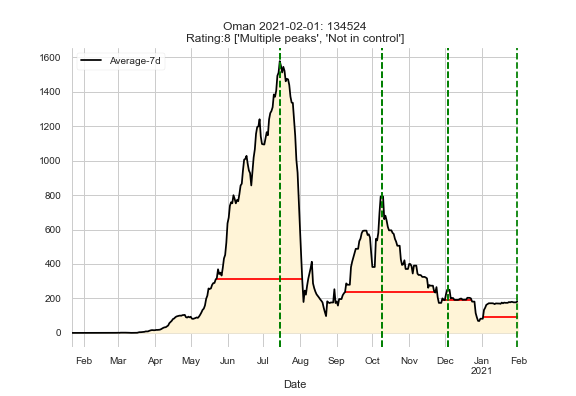 Oman 2021-02-01: 134524
Rating:8 ['Multiple peaks', 'Not in control']
Average-7d
1600
1400
1200
1000
800
600
400
200
0
Feb Mar Apr May Jun Jul Aug Sep Oct Nov Dec Jan Feb
2021
Date